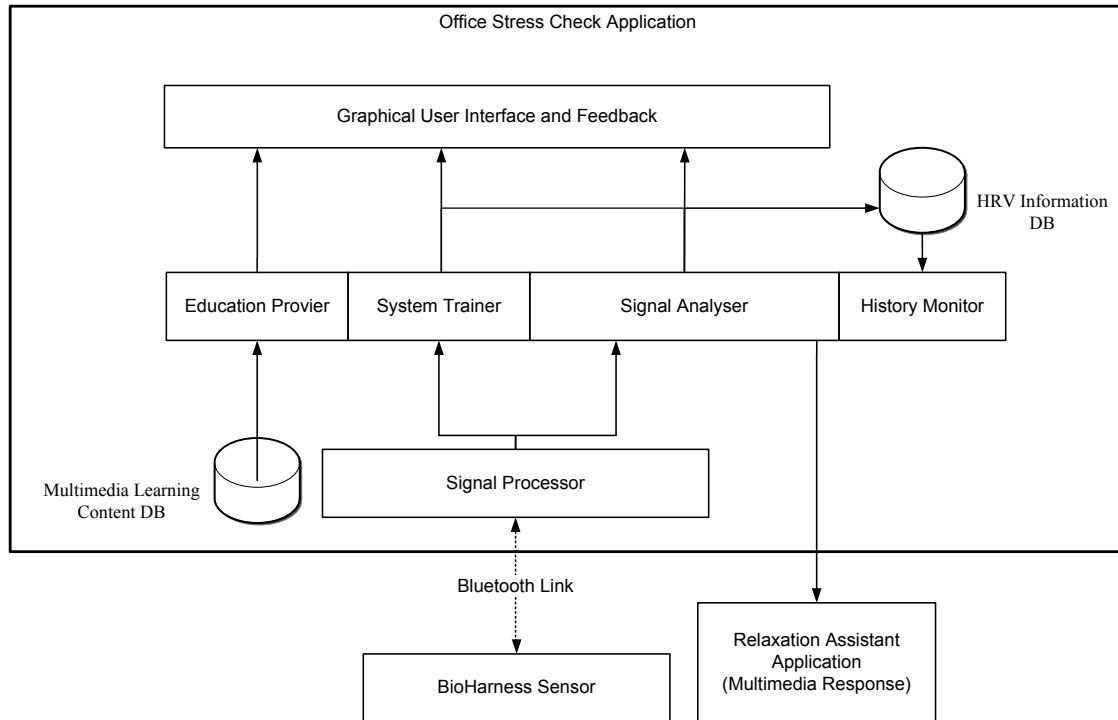 Office Stress Check Application
Graphical User Interface and Feedback
HRV Information
DB
Education Provier
System Trainer
Signal Analyser
History Monitor
Multimedia Learning
Content DB
Signal Processor
Bluetooth Link
BioHarness Sensor
Relaxation Assistant
Application
(Multimedia Response)